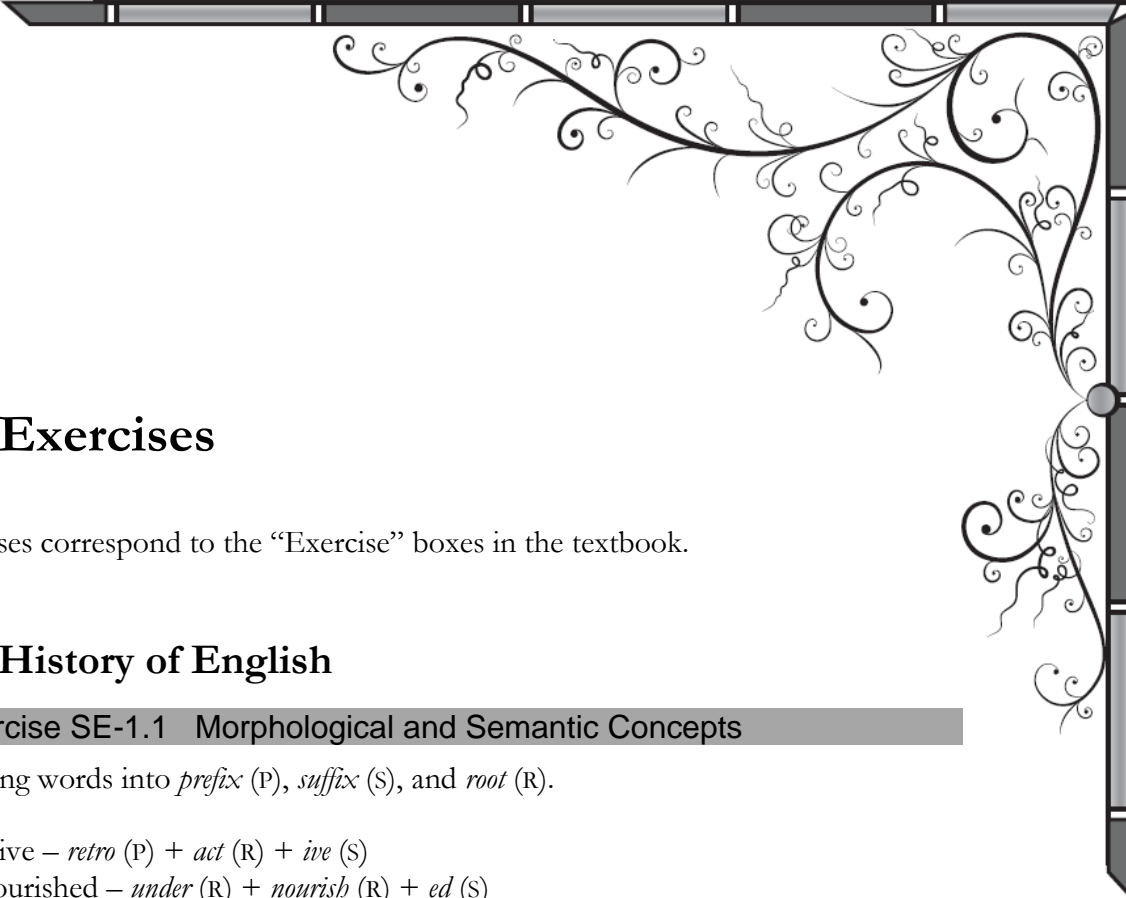 Exercises
ses correspond to the “Exercise” boxes in the textbook.
History of English
rcise SE-1.1 Morphological and Semantic Concepts
ng words into prefix (P), suffix (S), and root (R).
ive – retro (P) + act (R) + ive (S)
ourished – under (R) + nourish (R) + ed (S)